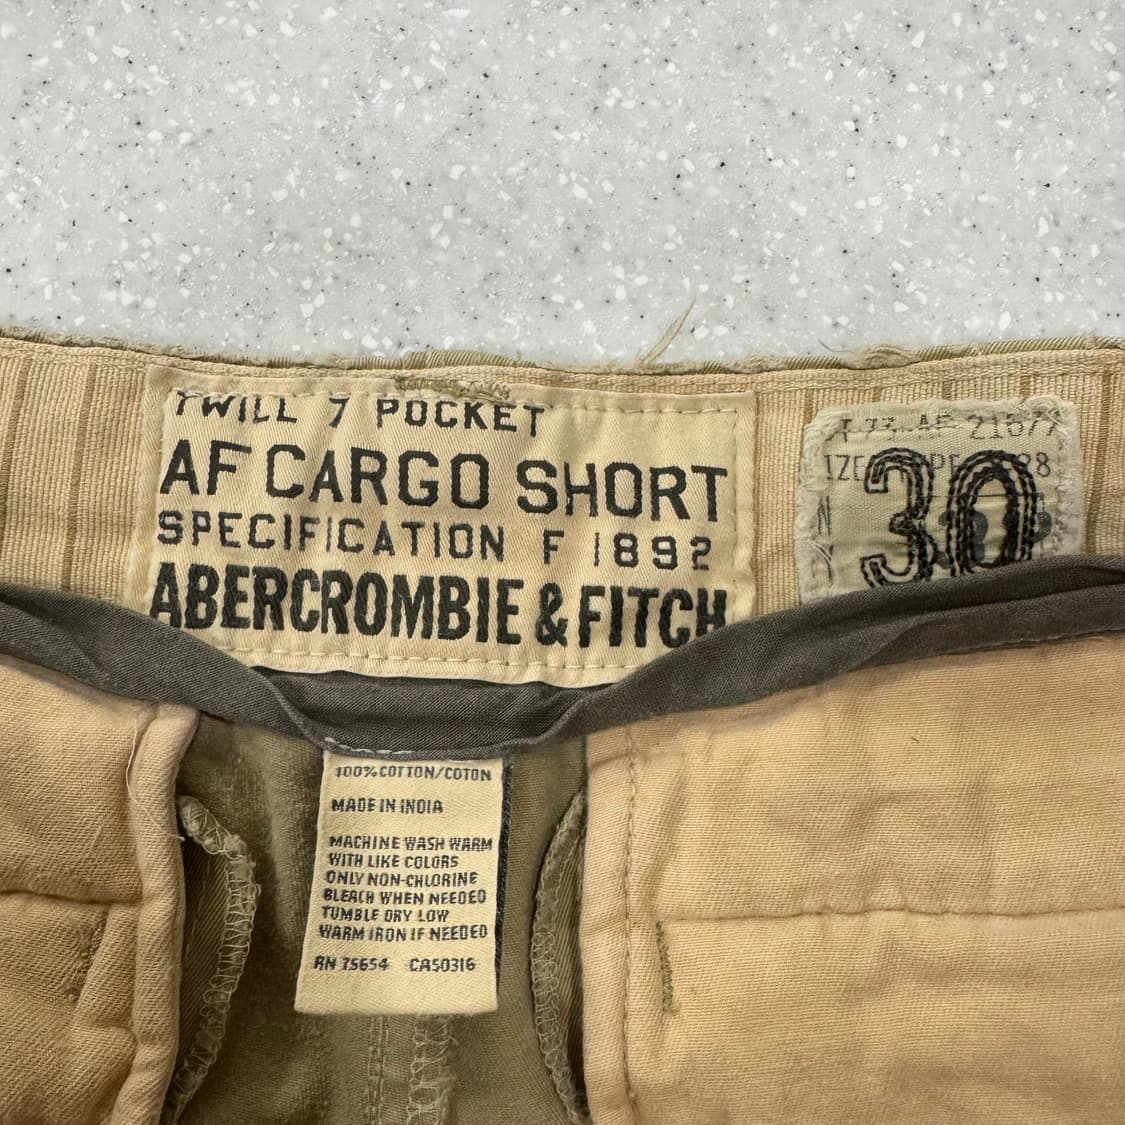 TWILL 7 POCKET
AF CARGO SHORT
SPECIFICATION F 1892
ABERCROMBIE & FITCH
30
100% COTTON/COTON
MADE IN INDIA
MACHINE WASH WARM
WITH LIKE COLORS
ONLY NON-CHLORINE
BLEACH WHEN NEEDED
TUMBLE DRY LOW
WARM IRON IF NEEDED
RN 75654 CA50316